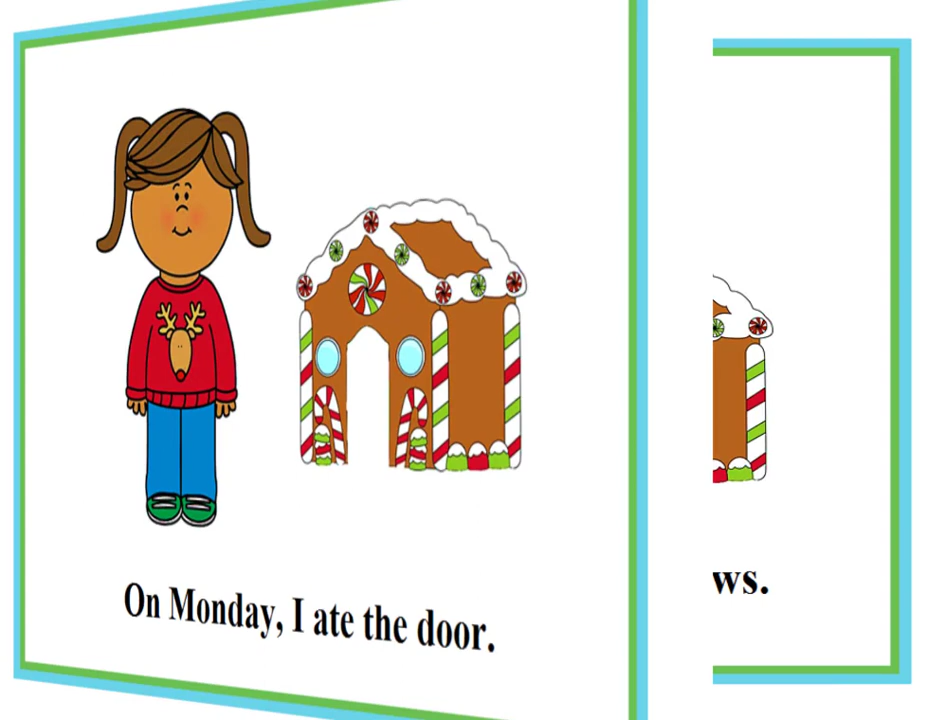 On Monday, I ate the door.
ws.